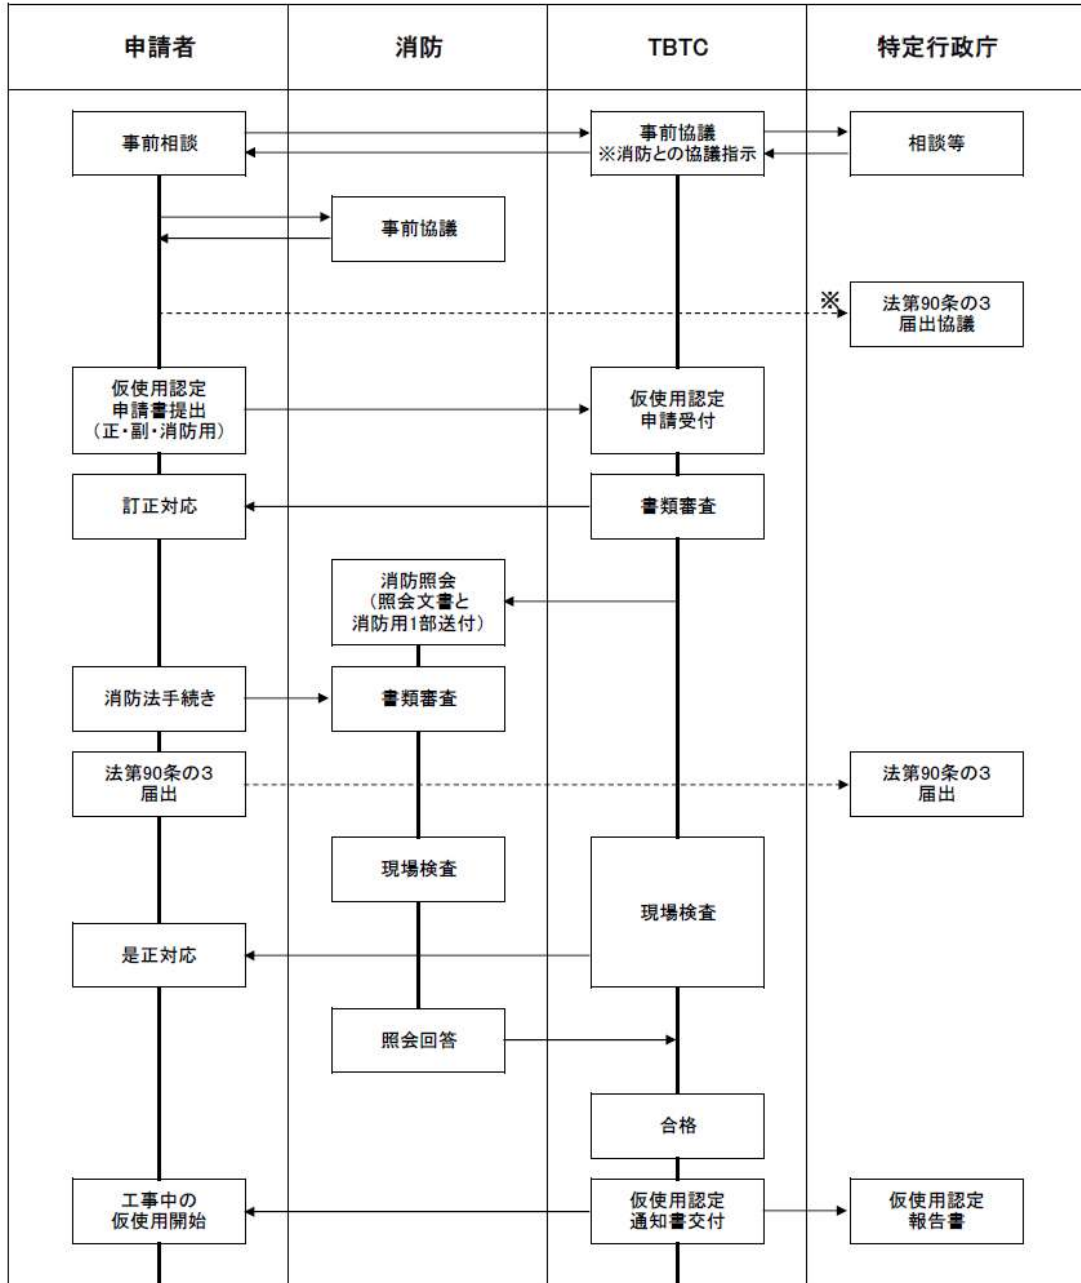 申請者
消防
TBTC
特定行政庁
事前相談
事前協議
※消防との協議指示
相談等
事前協議
※
法第90条の3
届出協議
仮使用認定
申請書提出
(正・副・消防用)
仮使用認定
申請受付
訂正対応
書類審査
消防照会
(照会文書と
消防用1部送付)
消防法手続き
書類審査
法第90条の3
届出
法第90条の3
届出
現場検査
現場検査
是正対応
照会回答
合格
工事中の
仮使用開始
仮使用認定
通知書交付
仮使用認定
報告書